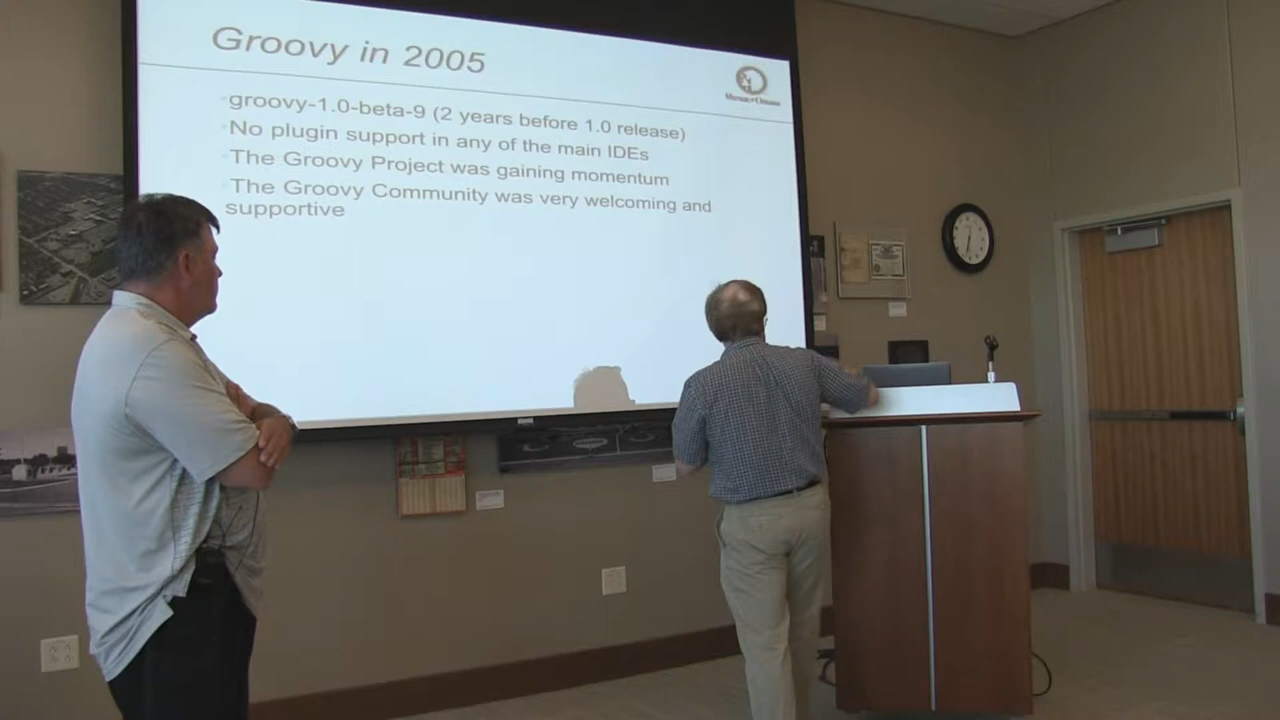 Groovy in 2005
groovy-1.0-beta-9 (2 years before 1.0 release)
No plugin support in any of the main IDEs
The Groovy Project was gaining momentum
The Groovy Community was very welcoming and
supportive